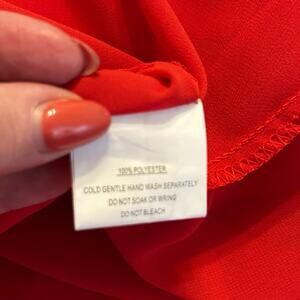 100% POLYESTER
COLD GENTLE HAND WASH SEPARATELY
DO NOT SOAK OR WRING
DO NOT BLEACH